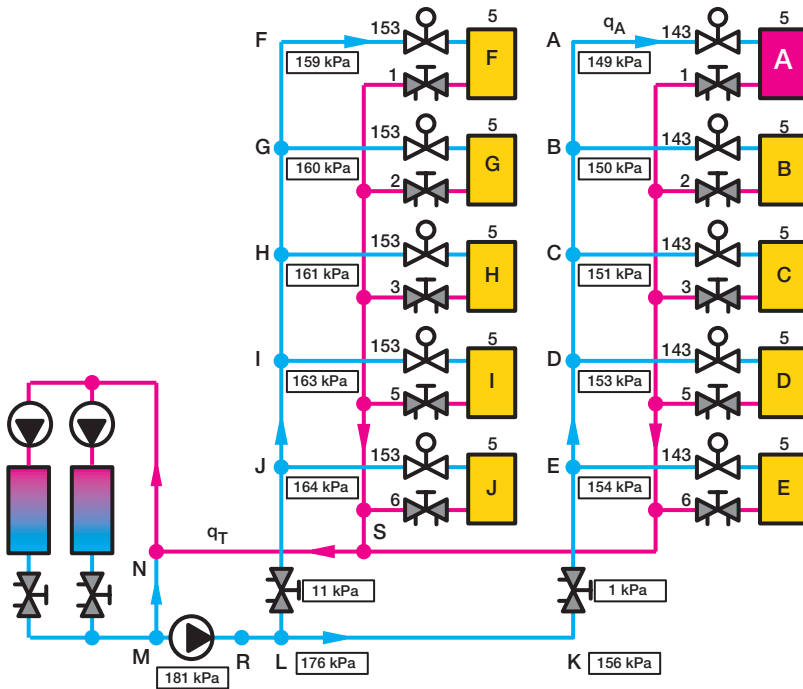 5 5
F 153 A qA 143
F A
159 kPa 149 kPa
1 1
5 5
G 153 B 143
G B
160 kPa 150 kPa
2 2
5 5
H 153 C 143
H C
161 kPa 151 kPa
3 3
5 5
I 153 D 143
I D
163 kPa 153 kPa
5 5
5 5
J 153 E 143
J E
164 kPa 154 kPa
6 6
qT S
N
11 kPa 1 kPa
M R L K
181 kPa 176 kPa 156 kPa